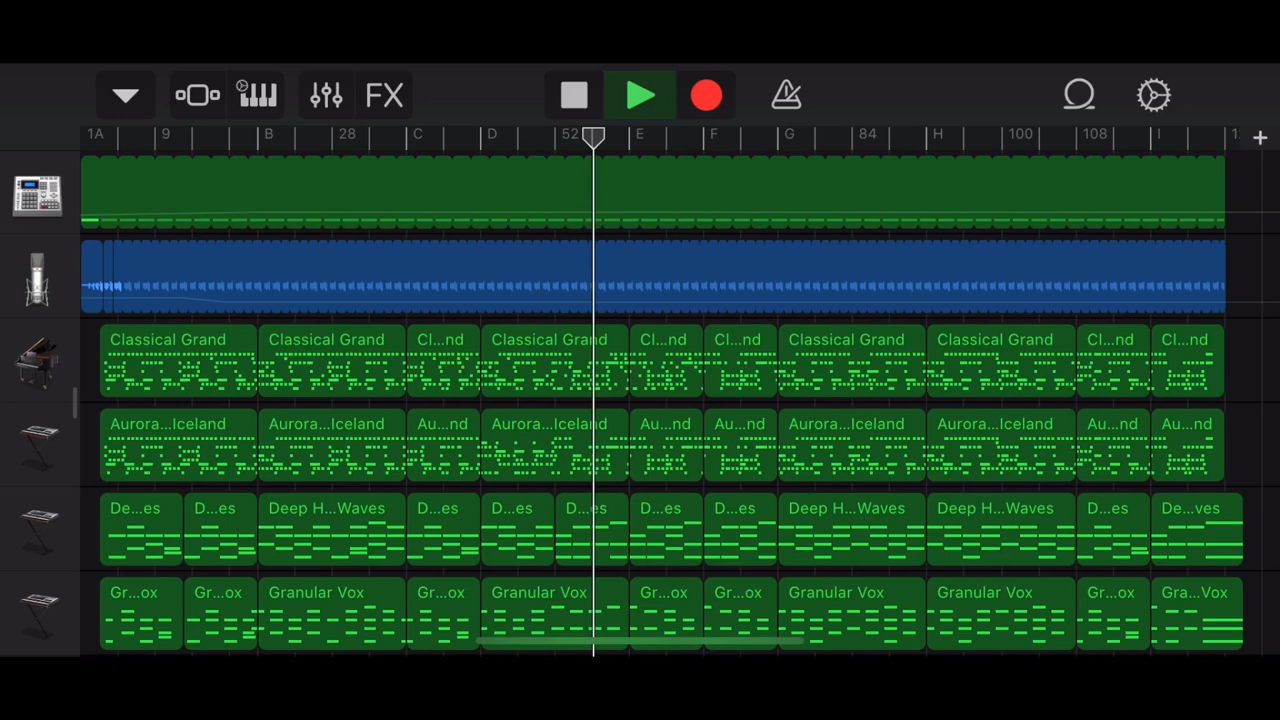 FX
1A 9 B 28 C D 52 E F G 84 H 100 108 I
Classical Grand Classical Grand Cl...nd Classical Grand Cl...nd Cl...nd Classical Grand Classical Grand Cl...nd Cl...nd
Aurora...Iceland Aurora...Iceland Au...nd Aurora...Iceland Au...nd Au...nd Aurora...Iceland Aurora...Iceland Au...nd Au...nd
De...es D...es Deep H...Waves D...es D...es D...es D...es D...es Deep H...Waves Deep H...Waves D...es De...ves
Gr...ox Gr...ox Granular Vox Gr...ox Granular Vox Gr...ox Gr...ox Granular Vox Granular Vox Gr...ox Gra...Vox